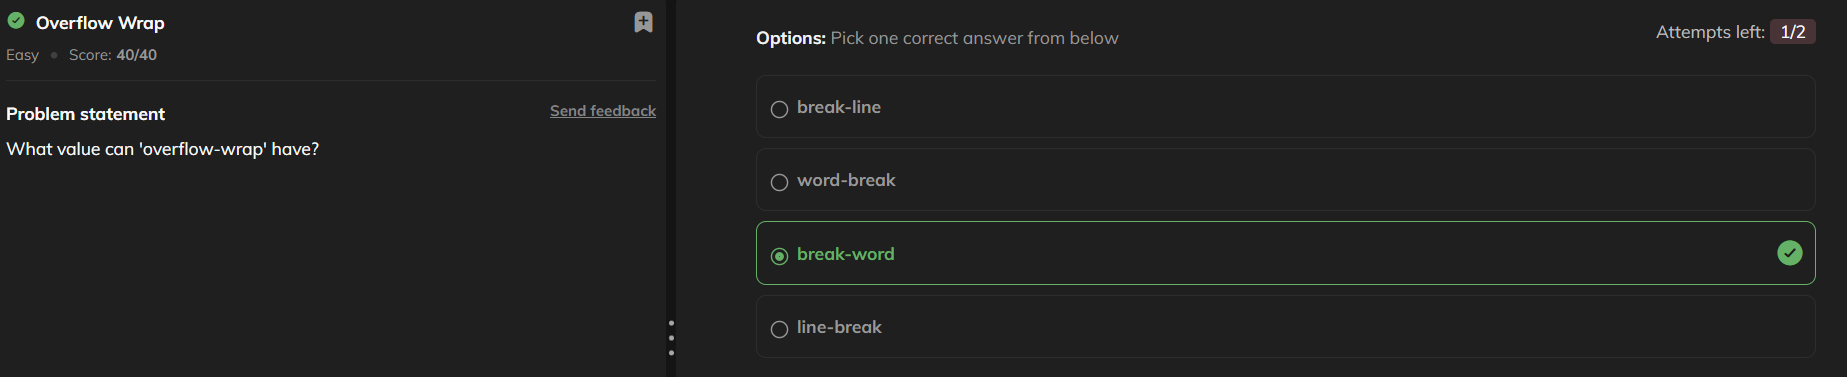 Overflow Wrap
Easy • Score: 40/40
Problem statement
Send feedback
What value can 'overflow-wrap' have?
Options: Pick one correct answer from below
Attempts left: 1/2
break-line
word-break
break-word
line-break